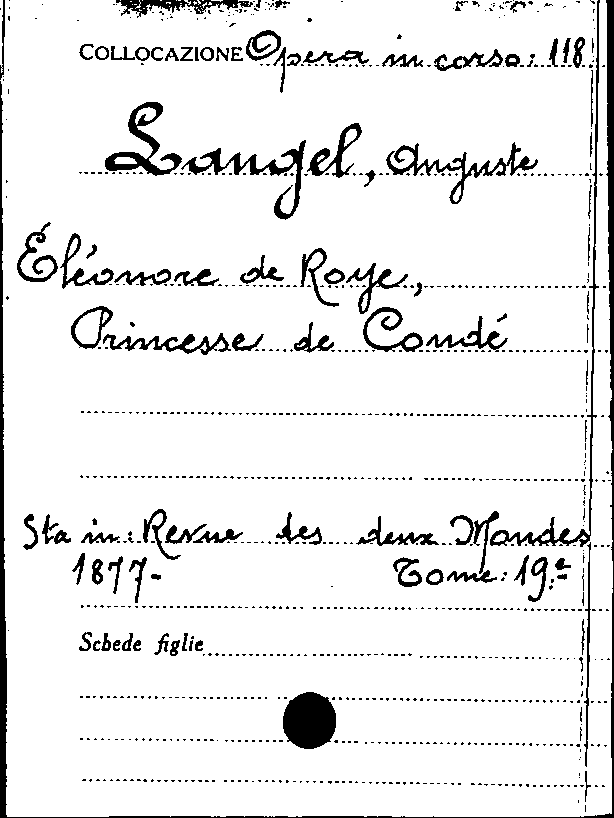 COLLOCAZIONE Opera in corso: 118
Laugel, Auguste
Éléonore de Roye,
Princesse de Condé
Sta in: Revue des deux Mondes
1877- Tome: 19.e
Schede figlie